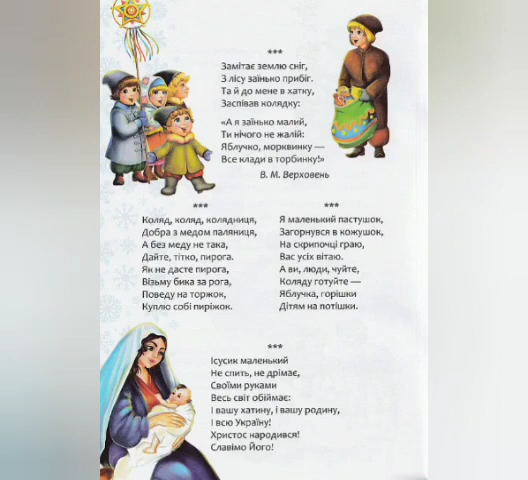 ***
Замітає землю сніг,
З лісу заїнько прибіг.
Та й до мене в хатку,
Заспівав колядку:
«А я заїнько малий,
Ти нічого не жалій:
Яблучко, морквинку —
Все клади в торбинку!»
В. М. Верховень
***
Коляд, коляд, колядниця,
Добра з медом паляниця,
А без меду не така,
Дайте, тітко, пирога.
Як не дасте пирога,
Візьму бика за рога,
Поведу на торжок,
Куплю собі пиріжок.
***
Я маленький пастушок,
Загорнувся в кожушок,
На скрипочці граю,
Вас усіх вітаю.
А ви, люди, чуйте,
Коляду готуйте —
Яблучка, горішки
Дітям на потішки.
***
Ісусик маленький
Не спить, не дрімає,
Своїми руками
Весь світ обіймає:
І вашу хатину, і вашу родину,
І всю Україну!
Христос народився!
Славімо Його!